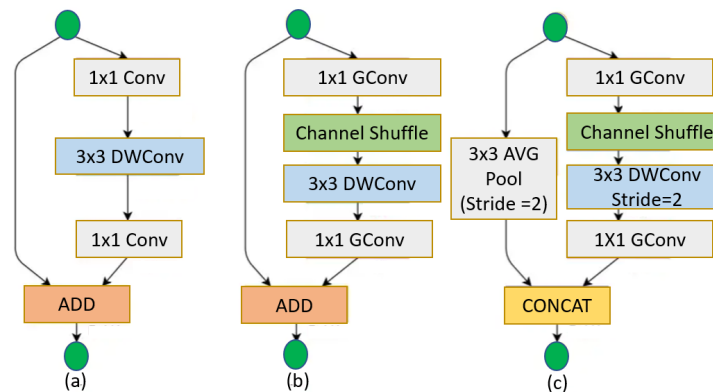 1x1 Conv
3x3 DWConv
1x1 Conv
ADD
(a)
1x1 GConv
Channel Shuffle
3x3 DWConv
1x1 GConv
ADD
(b)
3x3 AVG
Pool
(Stride =2)
1x1 GConv
Channel Shuffle
3x3 DWConv
Stride=2
1X1 GConv
CONCAT
(c)